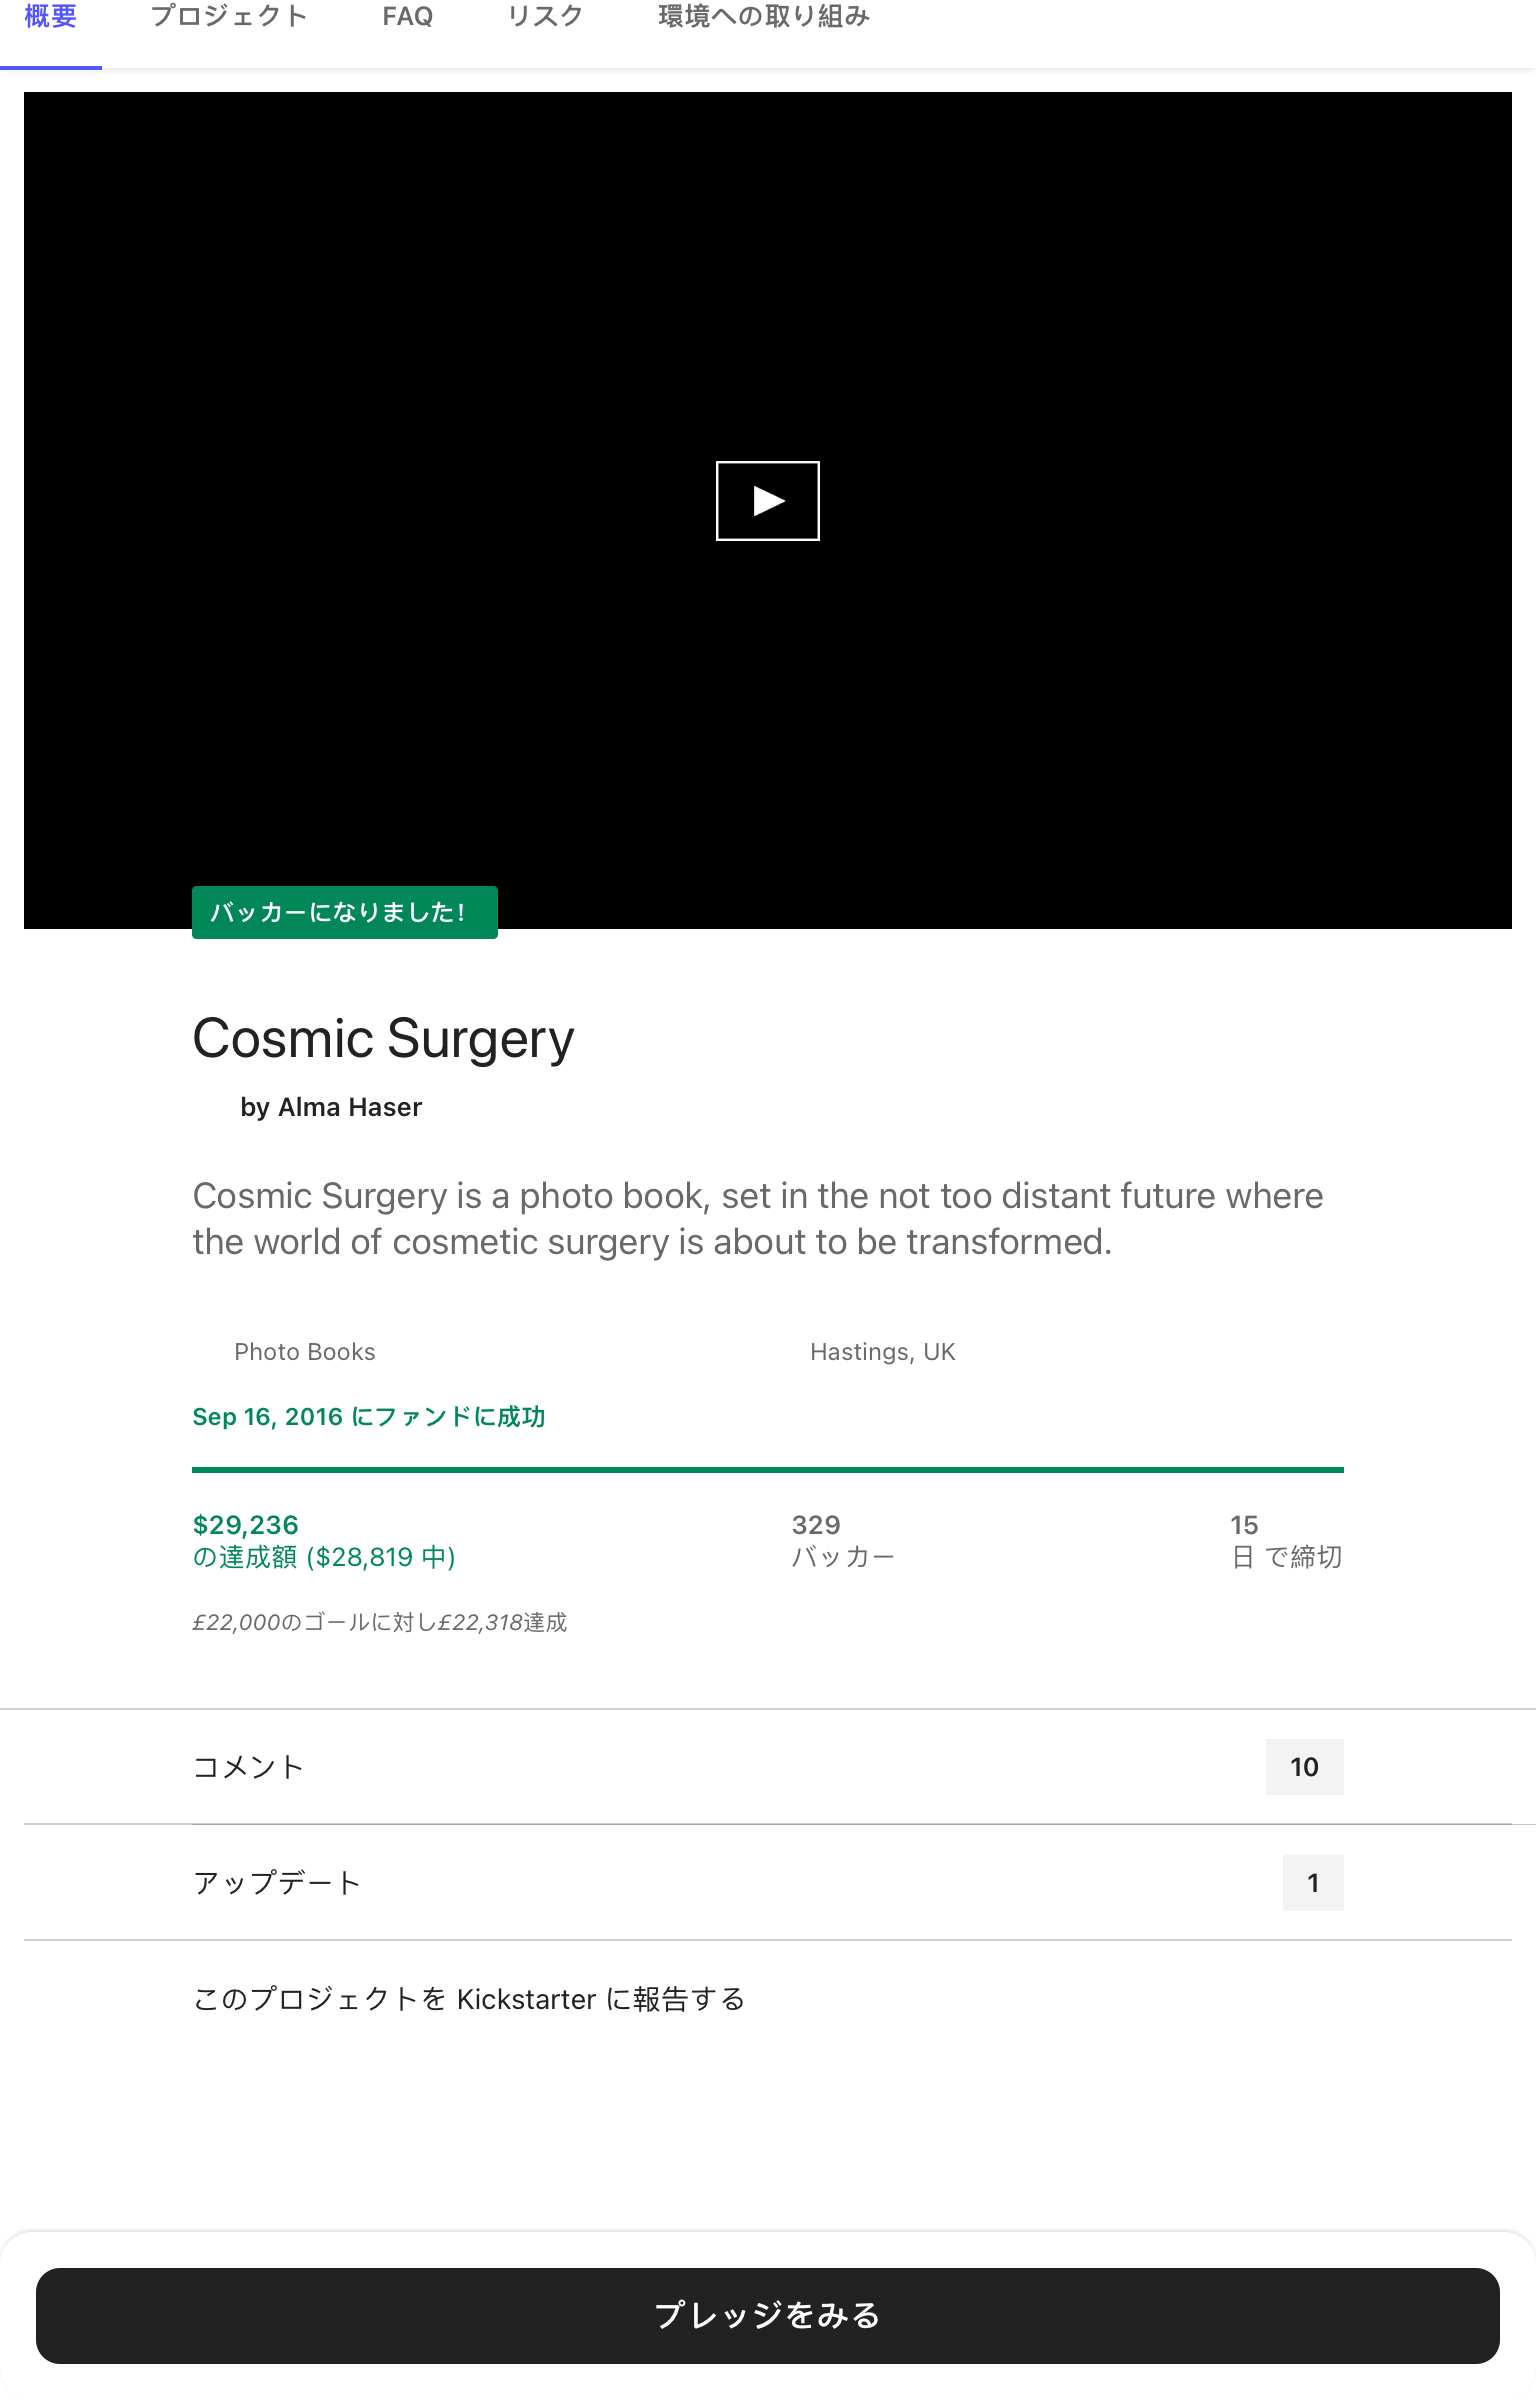 概要 プロジェクト FAQ リスク 環境への取り組み
バッカーになりました!
Cosmic Surgery
by Alma Haser
Cosmic Surgery is a photo book, set in the not too distant future where
the world of cosmetic surgery is about to be transformed.
Photo Books Hastings, UK
Sep 16, 2016 にファンドに成功
$29,236 329 15
の達成額 ($28,819 中) バッカー 日 で締切
£22,000のゴールに対し£22,318達成
コメント 10
アップデート 1
このプロジェクトを Kickstarter に報告する
プレッジをみる